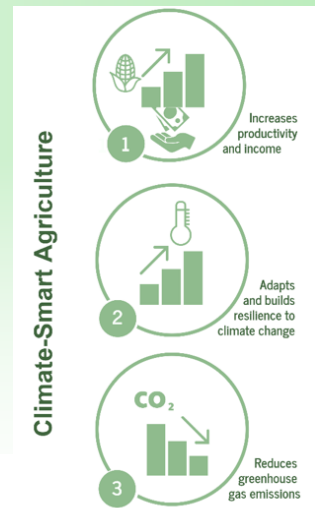 Climate-Smart Agriculture
1
Increases
productivity
and income
2
Adapts
and builds
resilience to
climate change
CO₂
3
Reduces
greenhouse
gas emissions